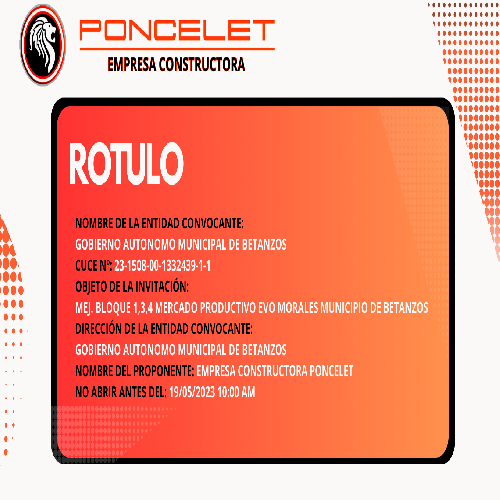 PONCELET
EMPRESA CONSTRUCTORA
ROTULO
NOMBRE DE LA ENTIDAD CONVOCANTE:
GOBIERNO AUTONOMO MUNICIPAL DE BETANZOS
CUCE Nº: 23-1508-00-1332439-1-1
OBJETO DE LA INVITACIÓN:
MEJ. BLOQUE 1,3,4 MERCADO PRODUCTIVO EVO MORALES MUNICIPIO DE BETANZOS
DIRECCIÓN DE LA ENTIDAD CONVOCANTE:
GOBIERNO AUTONOMO MUNICIPAL DE BETANZOS
NOMBRE DEL PROPONENTE: EMPRESA CONSTRUCTORA PONCELET
NO ABRIR ANTES DEL: 19/05/2023 10:00 AM